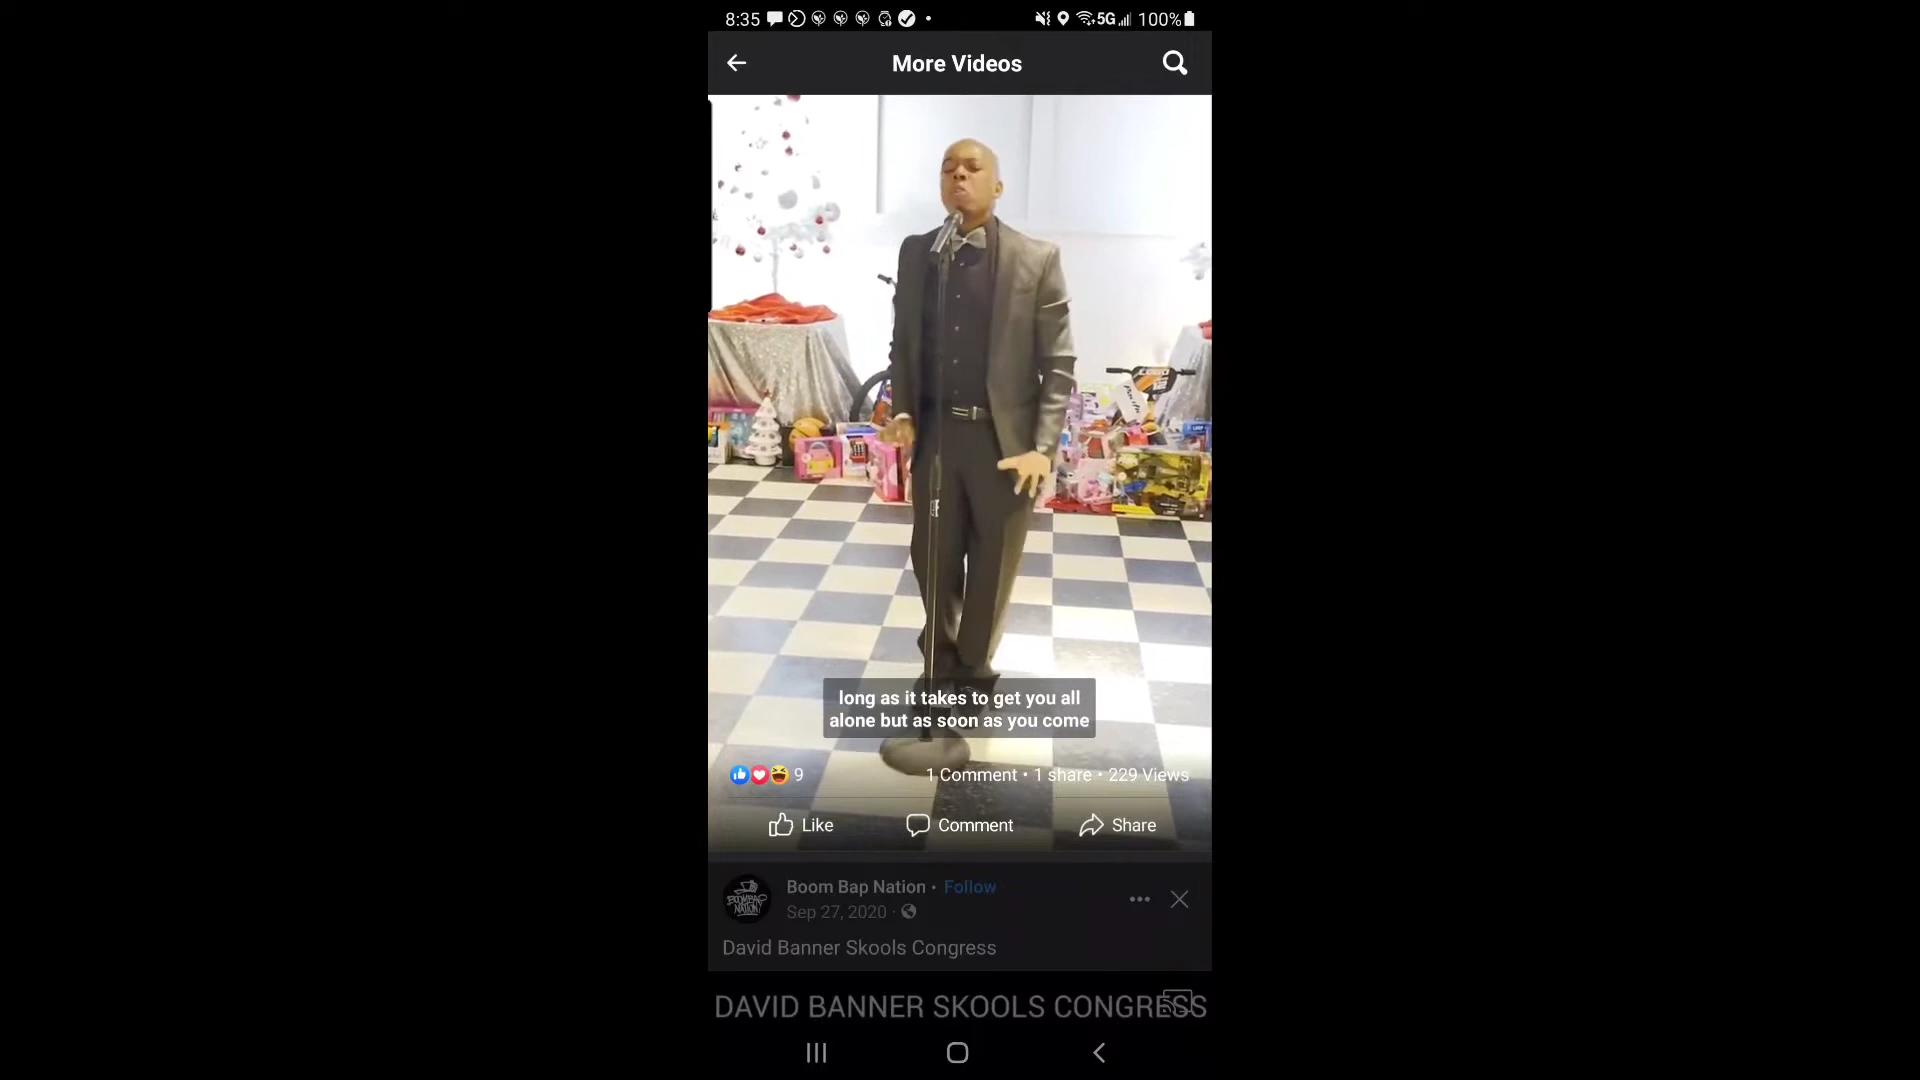 8:35
5G
100%
More Videos
long as it takes to get you all
alone but as soon as you come
9
1 Comment • 1 share • 229 Views
Like
Comment
Share
Boom Bap Nation • Follow
Sep 27, 2020 ·
David Banner Skools Congress
DAVID BANNER SKOOLS CONGRESS